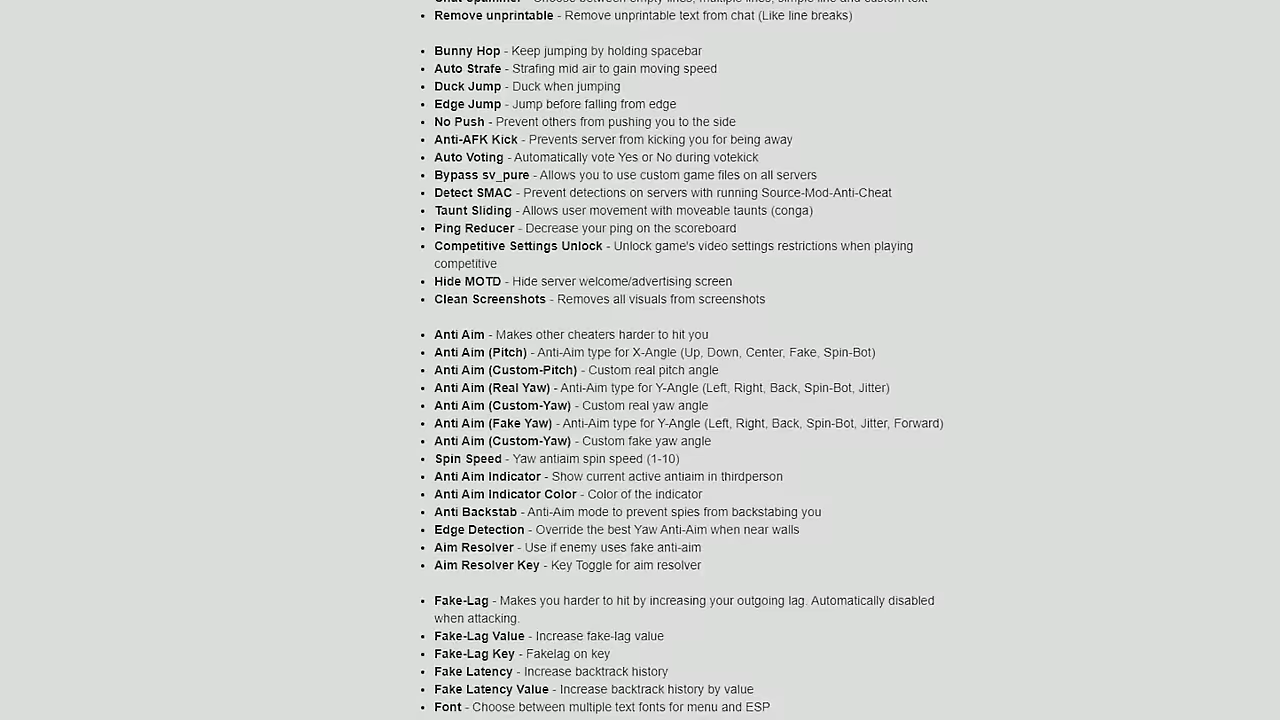 Chat Spammer - Choose between empty lines, multiple lines, simple line and custom text
Remove unprintable - Remove unprintable text from chat (Like line breaks)
Bunny Hop - Keep jumping by holding spacebar
Auto Strafe - Strafing mid air to gain moving speed
Duck Jump - Duck when jumping
Edge Jump - Jump before falling from edge
No Push - Prevent others from pushing you to the side
Anti-AFK Kick - Prevents server from kicking you for being away
Auto Voting - Automatically vote Yes or No during votekick
Bypass sv_pure - Allows you to use custom game files on all servers
Detect SMAC - Prevent detections on servers with running Source-Mod-Anti-Cheat
Taunt Sliding - Allows user movement with moveable taunts (conga)
Ping Reducer - Decrease your ping on the scoreboard
Competitive Settings Unlock - Unlock game's video settings restrictions when playing
competitive
Hide MOTD - Hide server welcome/advertising screen
Clean Screenshots - Removes all visuals from screenshots
Anti Aim - Makes other cheaters harder to hit you
Anti Aim (Pitch) - Anti-Aim type for X-Angle (Up, Down, Center, Fake, Spin-Bot)
Anti Aim (Custom-Pitch) - Custom real pitch angle
Anti Aim (Real Yaw) - Anti-Aim type for Y-Angle (Left, Right, Back, Spin-Bot, Jitter)
Anti Aim (Custom-Yaw) - Custom real yaw angle
Anti Aim (Fake Yaw) - Anti-Aim type for Y-Angle (Left, Right, Back, Spin-Bot, Jitter, Forward)
Anti Aim (Custom-Yaw) - Custom fake yaw angle
Spin Speed - Yaw antiaim spin speed (1-10)
Anti Aim Indicator - Show current active antiaim in thirdperson
Anti Aim Indicator Color - Color of the indicator
Anti Backstab - Anti-Aim mode to prevent spies from backstabing you
Edge Detection - Override the best Yaw Anti-Aim when near walls
Aim Resolver - Use if enemy uses fake anti-aim
Aim Resolver Key - Key Toggle for aim resolver
Fake-Lag - Makes you harder to hit by increasing your outgoing lag. Automatically disabled
when attacking.
Fake-Lag Value - Increase fake-lag value
Fake-Lag Key - Fakelag on key
Fake Latency - Increase backtrack history
Fake Latency Value - Increase backtrack history by value
Font - Choose between multiple text fonts for menu and ESP